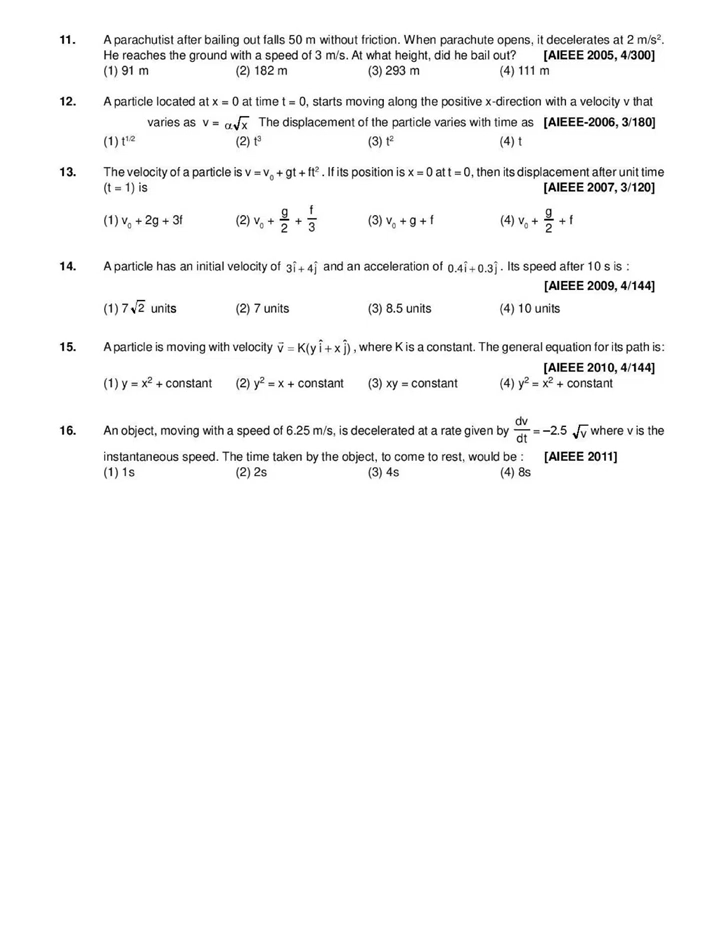 11. A parachutist after bailing out falls 50 m without friction. When parachute opens, it decelerates at 2 m/s².
He reaches the ground with a speed of 3 m/s. At what height, did he bail out? [AIEEE 2005, 4/300]
(1) 91 m (2) 182 m (3) 293 m (4) 111 m
12. A particle located at x = 0 at time t = 0, starts moving along the positive x-direction with a velocity v that
varies as v = α√x The displacement of the particle varies with time as [AIEEE-2006, 3/180]
(1) t^1/2 (2) t³ (3) t² (4) t
13. The velocity of a particle is v = v₀ + gt + ft² . If its position is x = 0 at t = 0, then its displacement after unit time
(t = 1) is [AIEEE 2007, 3/120]
(1) v₀ + 2g + 3f (2) v₀ + g/2 + f/3 (3) v₀ + g + f (4) v₀ + g/2 + f
14. A particle has an initial velocity of 3î + 4ĵ and an acceleration of 0.4î + 0.3ĵ . Its speed after 10 s is :
[AIEEE 2009, 4/144]
(1) 7√2 units (2) 7 units (3) 8.5 units (4) 10 units
15. A particle is moving with velocity v⃗ = K(y î + x ĵ) , where K is a constant. The general equation for its path is:
[AIEEE 2010, 4/144]
(1) y = x² + constant (2) y² = x + constant (3) xy = constant (4) y² = x² + constant
16. An object, moving with a speed of 6.25 m/s, is decelerated at a rate given by dv/dt = –2.5 √v where v is the
instantaneous speed. The time taken by the object, to come to rest, would be : [AIEEE 2011]
(1) 1s (2) 2s (3) 4s (4) 8s